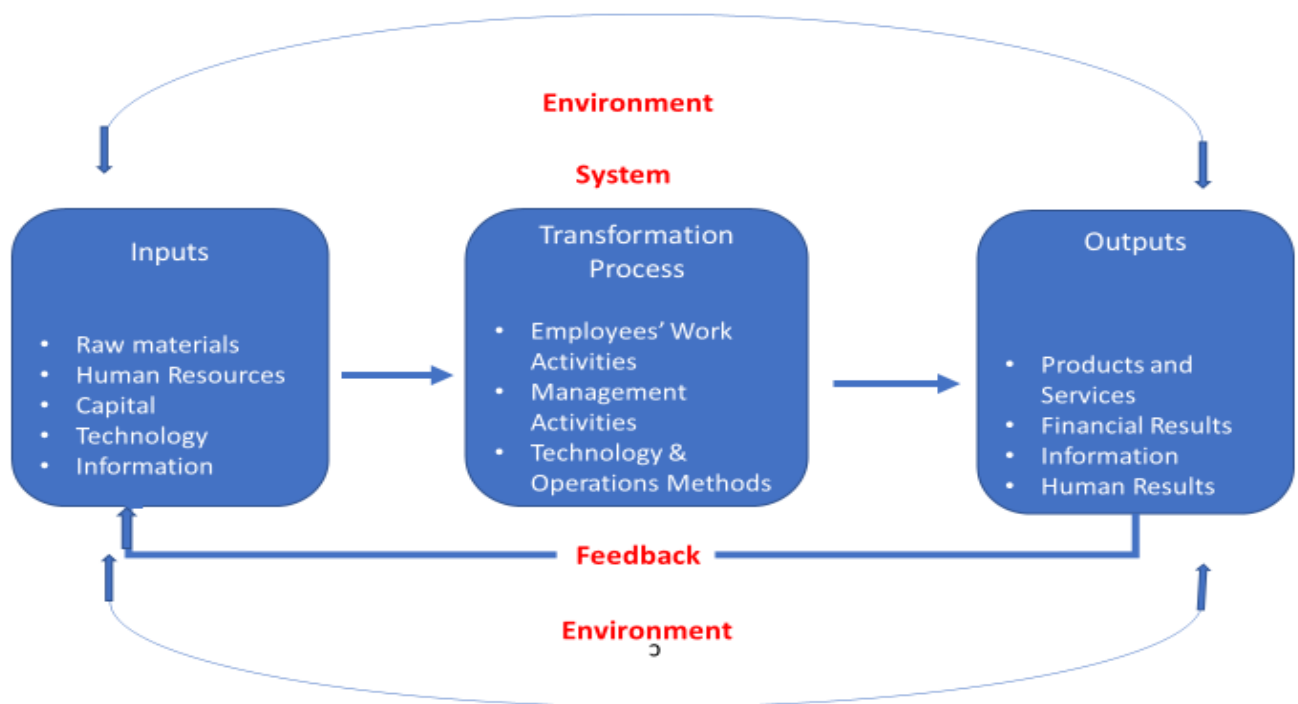 Environment
System
Inputs
• Raw materials
• Human Resources
• Capital
• Technology
• Information
Transformation
Process
• Employees’ Work
Activities
• Management
Activities
• Technology &
Operations Methods
Outputs
• Products and
Services
• Financial Results
• Information
• Human Results
Feedback
Environment